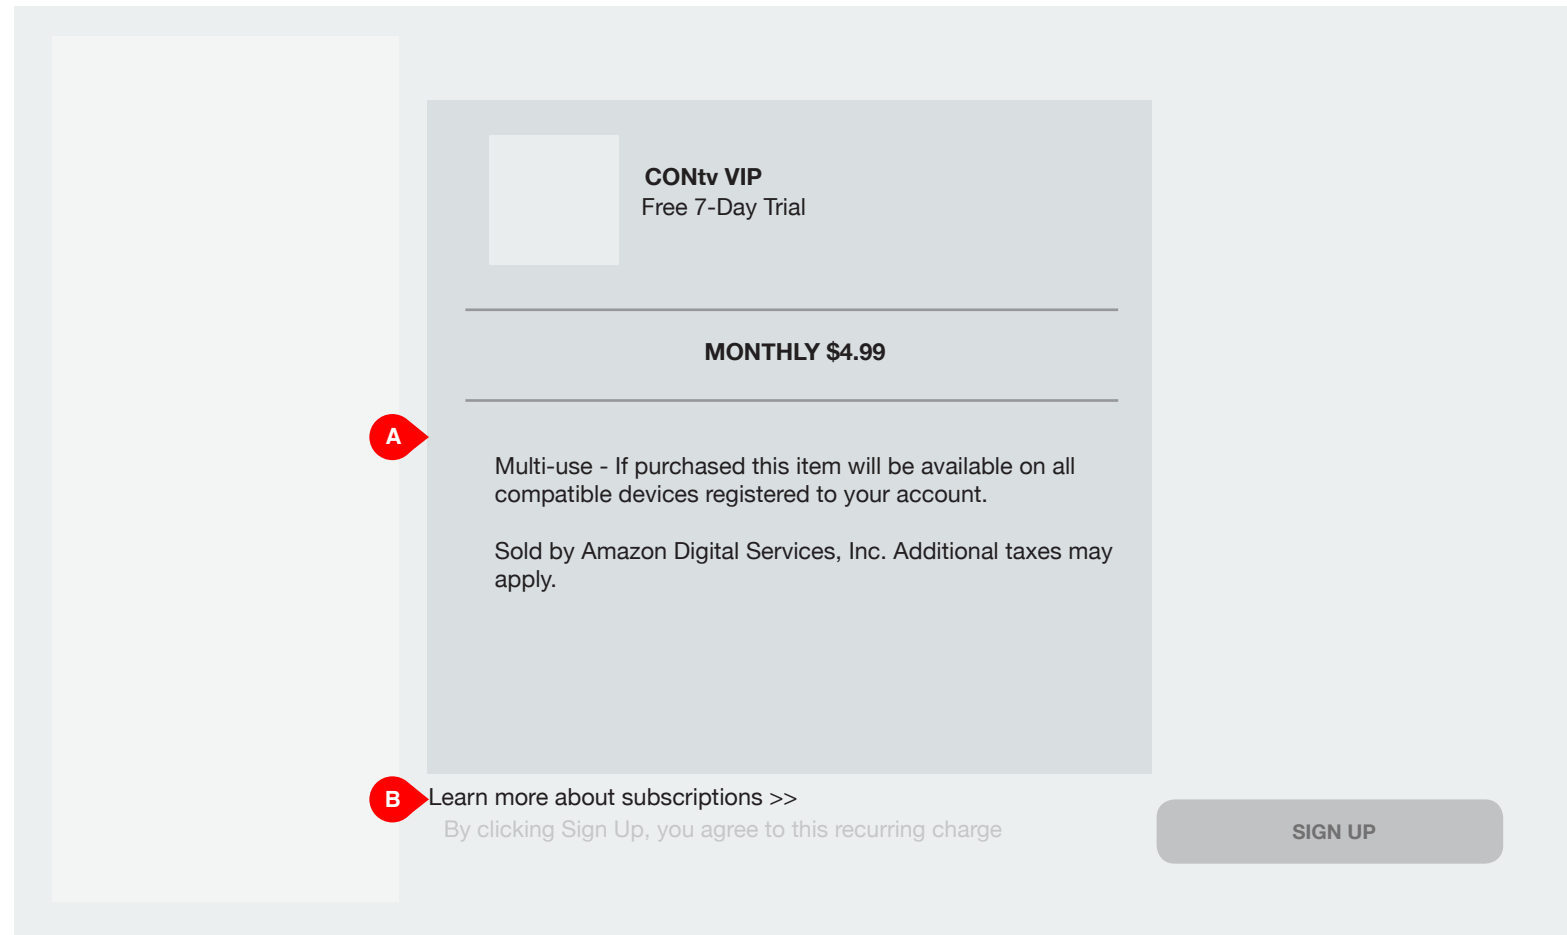 CONtv VIP
Free 7-Day Trial
MONTHLY $4.99
A
Multi-use - If purchased this item will be available on all
compatible devices registered to your account.
Sold by Amazon Digital Services, Inc. Additional taxes may
apply.
B
Learn more about subscriptions >>
By clicking Sign Up, you agree to this recurring charge
SIGN UP